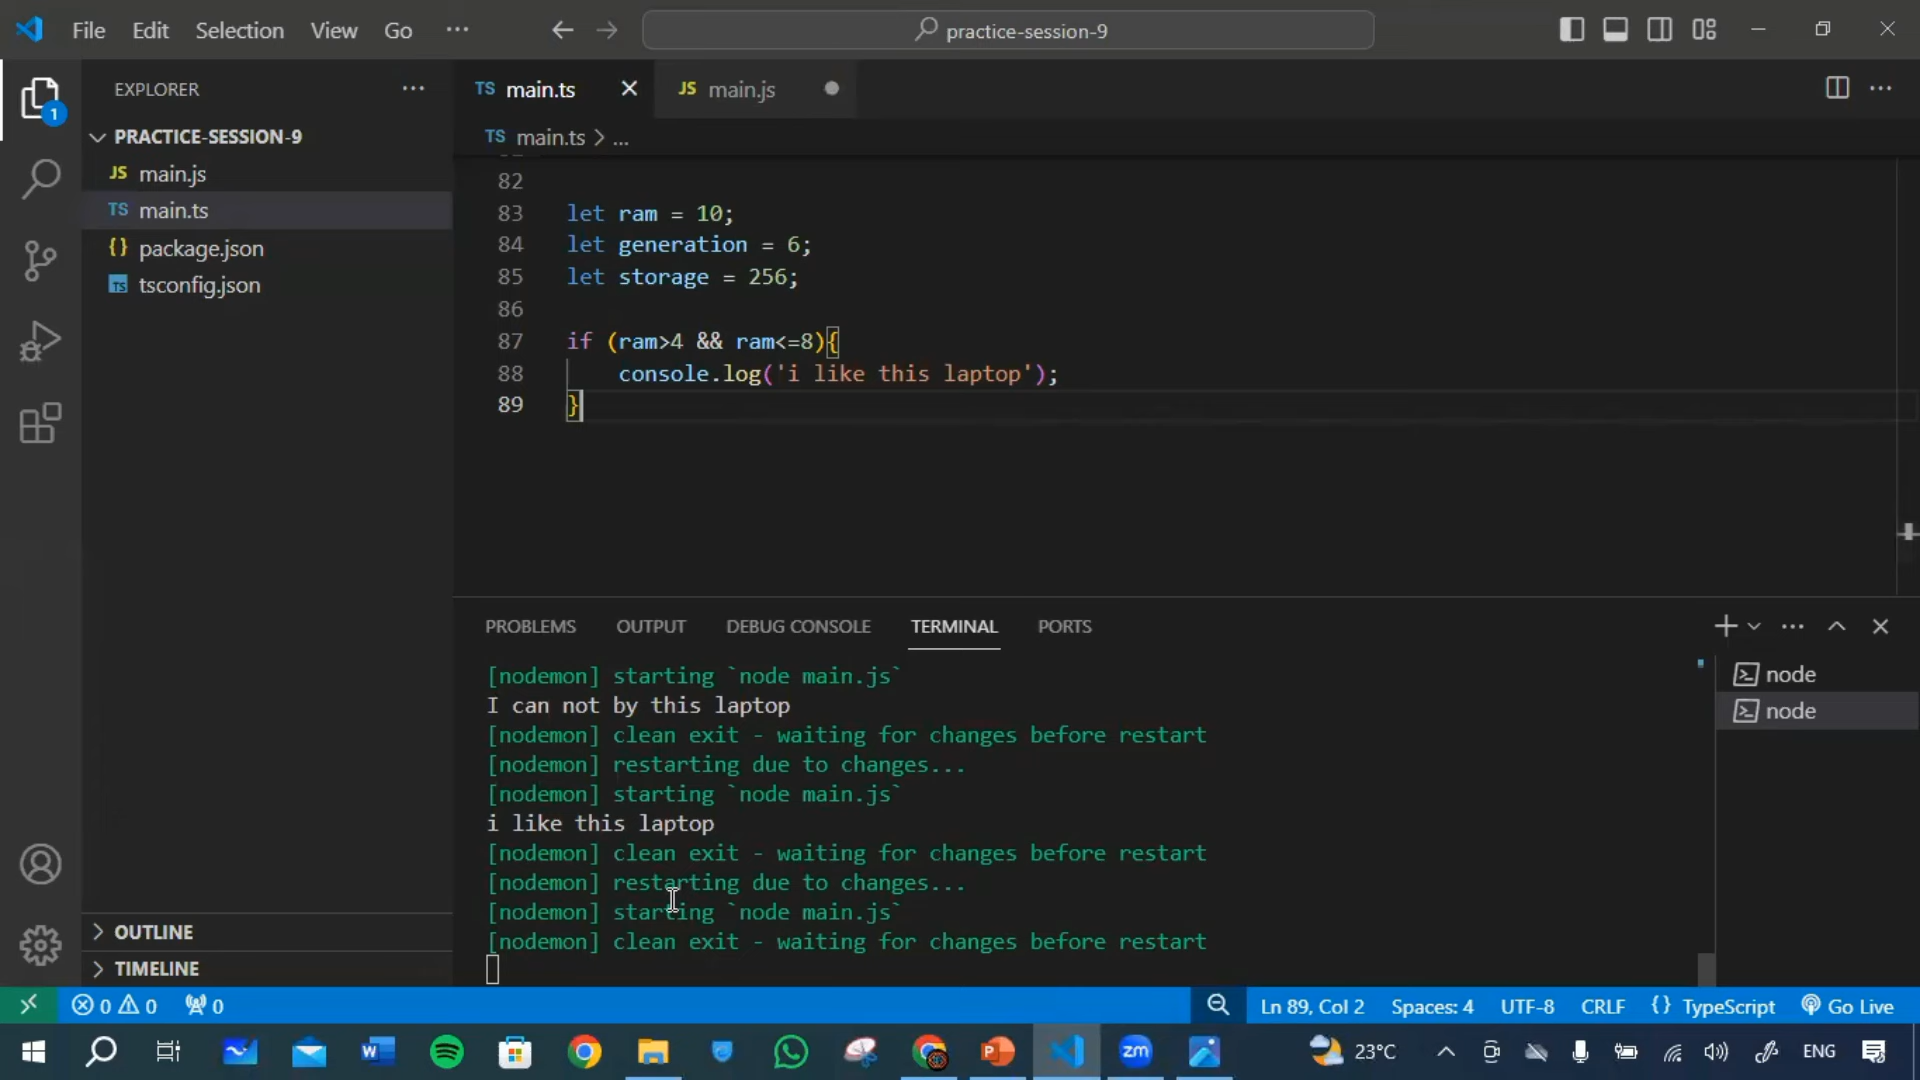 File Edit Selection View Go ···
practice-session-9
EXPLORER
1
PRACTICE-SESSION-9
JS main.js
TS main.ts
{} package.json
TS tsconfig.json
OUTLINE
TIMELINE
TS main.ts
JS main.js
TS main.ts > ...
82
83 let ram = 10;
84 let generation = 6;
85 let storage = 256;
86
87 if (ram>4 && ram<=8){
88 console.log('i like this laptop');
89 }
PROBLEMS OUTPUT DEBUG CONSOLE TERMINAL PORTS
[nodemon] starting `node main.js`
I can not by this laptop
[nodemon] clean exit - waiting for changes before restart
[nodemon] restarting due to changes...
[nodemon] starting `node main.js`
i like this laptop
[nodemon] clean exit - waiting for changes before restart
[nodemon] restarting due to changes...
[nodemon] starting `node main.js`
[nodemon] clean exit - waiting for changes before restart
node
node
0 0 0
Ln 89, Col 2 Spaces: 4 UTF-8 CRLF {} TypeScript Go Live
W P zm 23°C ENG